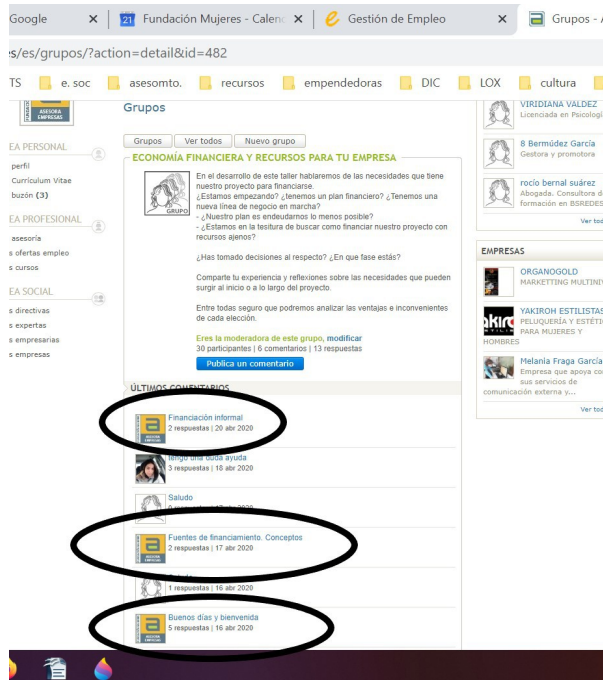 Google
Fundación Mujeres - Calenc
Gestión de Empleo
Grupos - A
s/es/grupos/?action=detail&id=482
TS
e. soc
asesomto.
recursos
empendedoras
DIC
LOX
cultura
ASESORA
EMPRESAS
EA PERSONAL
perfil
Currículum Vitae
buzón (3)
EA PROFESIONAL
asesoría
s ofertas empleo
s cursos
EA SOCIAL
s directivas
s expertas
s empresarias
s empresas
Grupos
Grupos
Ver todos
Nuevo grupo
ECONOMÍA FINANCIERA Y RECURSOS PARA TU EMPRESA
GRUPO
En el desarrollo de este taller hablaremos de las necesidades que tiene
nuestro proyecto para financiarse.
¿Estamos empezando? ¿tenemos un plan financiero? ¿Tenemos una
nueva línea de negocio en marcha?
- ¿Nuestro plan es endeudarnos lo menos posible?
- ¿Estamos en la tesitura de buscar como financiar nuestro proyecto con
recursos ajenos?
¿Has tomado decisiones al respecto? ¿En que fase estás?
Comparte tu experiencia y reflexiones sobre las necesidades que pueden
surgir al inicio o a lo largo del proyecto.
Entre todas seguro que podremos analizar las ventajas e inconvenientes
de cada elección.
Eres la moderadora de este grupo, modificar
30 participantes | 6 comentarios | 13 respuestas
Publica un comentario
ÚLTIMOS COMENTARIOS
Financiación informal
2 respuestas | 20 abr 2020
tengo una duda ayuda
3 respuestas | 18 abr 2020
Saludo
0 respuestas | 17 abr 2020
Fuentes de financiamiento. Conceptos
2 respuestas | 17 abr 2020
1 respuestas | 16 abr 2020
Buenos días y bienvenida
5 respuestas | 16 abr 2020
VIRIDIANA VALDEZ
Licenciada en Psicologí
8 Bermúdez García
Gestora y promotora
rocío bernal suárez
Abogada. Consultora d
formación en BSREDES
Ver tod
EMPRESAS
ORGANOGOLD
MARKETTING MULTINIV
YAKIROH ESTILISTAS
PELUQUERÍA Y ESTÉTI
PARA MUJERES Y
HOMBRES
Melania Fraga García
Empresa que apoya co
sus servicios de
comunicación externa y...
Ver tod